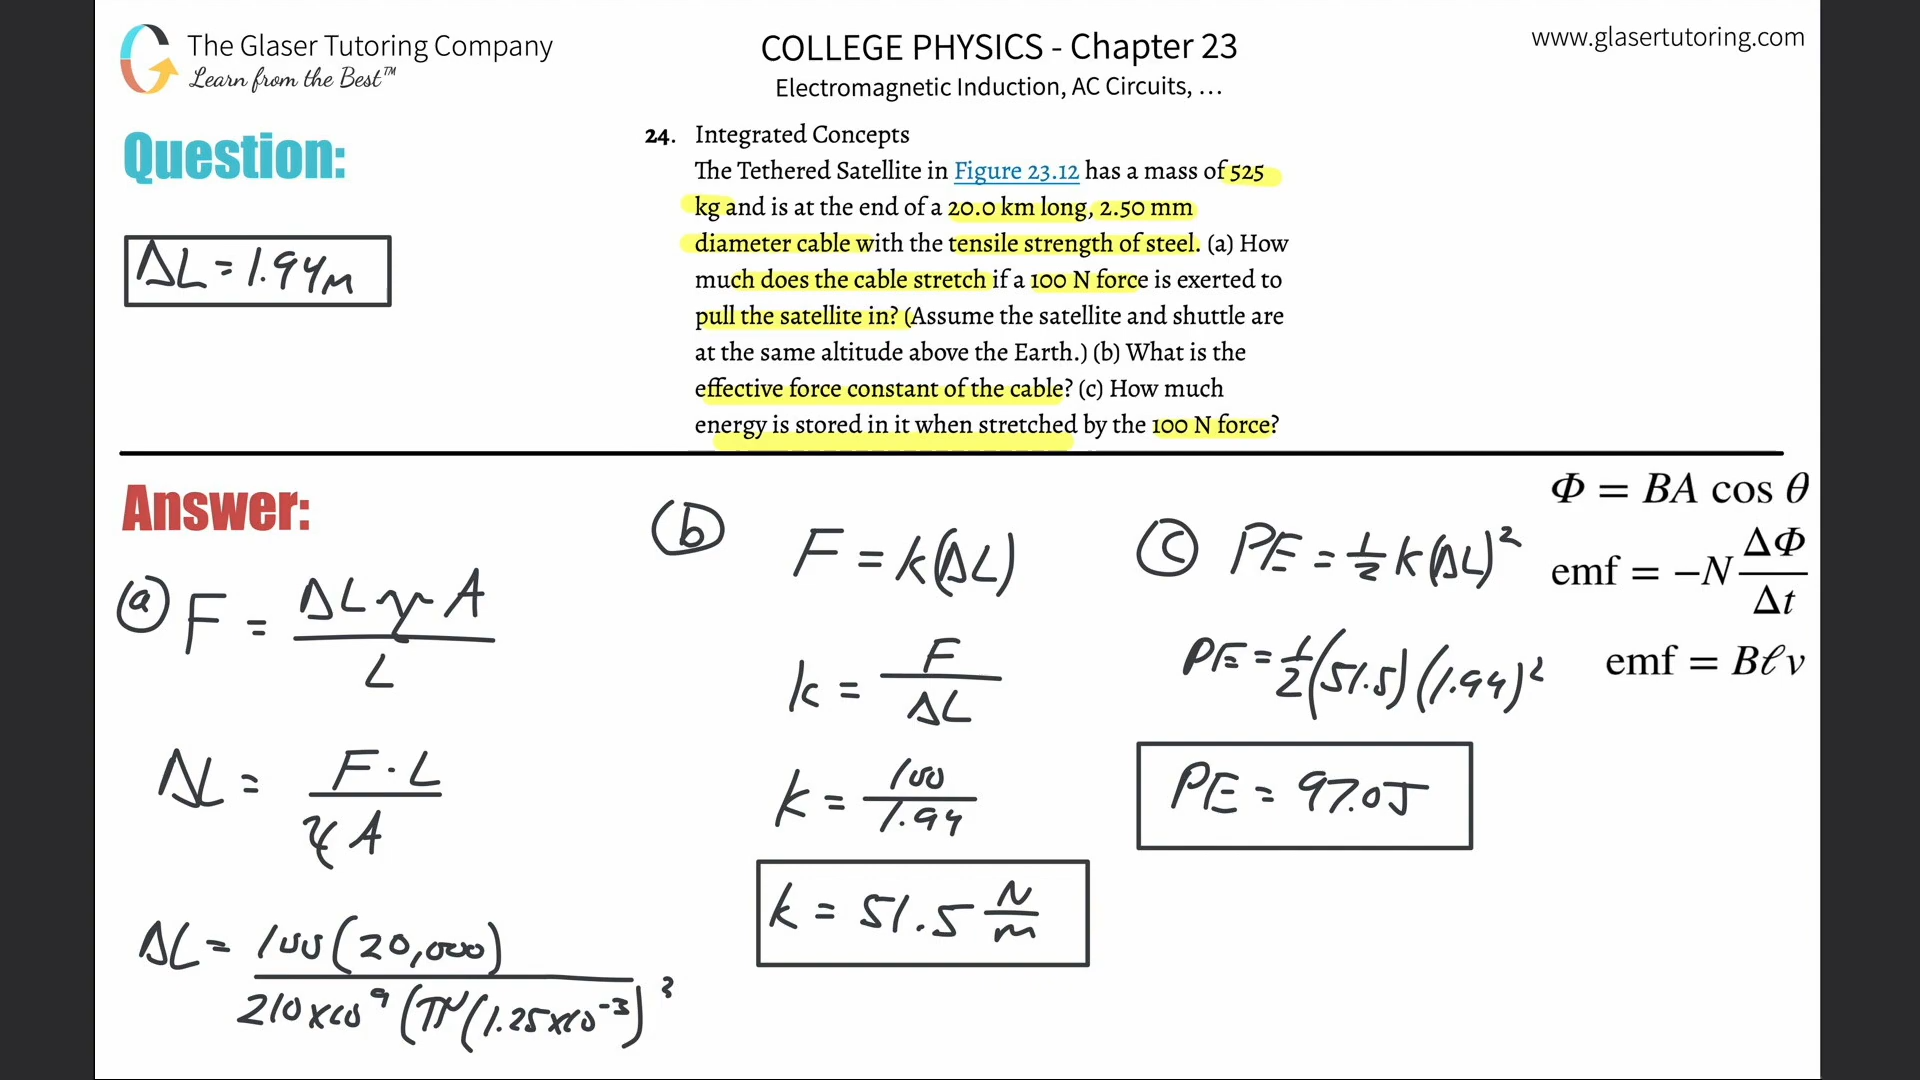 The Glaser Tutoring Company
Learn from the Best™
COLLEGE PHYSICS - Chapter 23
Electromagnetic Induction, AC Circuits, …
www.glasertutoring.com
Question:
ΔL = 1.94m
24. Integrated Concepts
The Tethered Satellite in Figure 23.12 has a mass of 525
kg and is at the end of a 20.0 km long, 2.50 mm
diameter cable with the tensile strength of steel. (a) How
much does the cable stretch if a 100 N force is exerted to
pull the satellite in? (Assume the satellite and shuttle are
at the same altitude above the Earth.) (b) What is the
effective force constant of the cable? (c) How much
energy is stored in it when stretched by the 100 N force?
Answer:
(a) F = ΔL γ A / L
ΔL = F · L / γ A
ΔL = 100 (20,000) / 210×10⁹ (π (1.25×10⁻³)²
(b) F = k(ΔL)
k = F / ΔL
k = 100 / 1.94
k = 51.5 N/m
(c) PE = ½ k(ΔL)²
PE = ½ (51.5) (1.94)²
PE = 97.0J
Φ = BA cos θ
emf = −N ΔΦ / Δt
emf = Bℓv